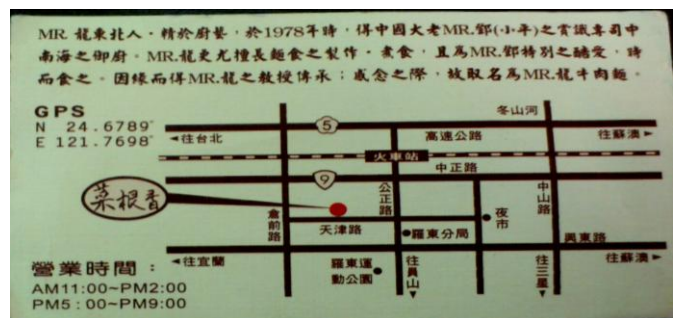 MR. 龍東北人。精於廚藝，於1978年時，得中國大老MR.鄧(小平)之賞識專司中
南海之御廚。MR.龍更尤擅長麵食之製作。煮食，且為MR.鄧特別之酷愛，時
而食之。因緣而得MR.龍之教授傳承；感念之際，故取名為MR.龍牛肉麵。
GPS
N 24.6789°
E 121.7698°
冬山河
5
◄往台北
高速公路
往蘇澳►
火車站
中正路
9
菜根香
公正路
中山路
倉前路
夜市
天津路
羅東分局
興東路
◄往宜蘭
往蘇澳►
羅東運動公園
往員山▼
往三星▼
營業時間：
AM11:00~PM2:00
PM5：00~PM9:00